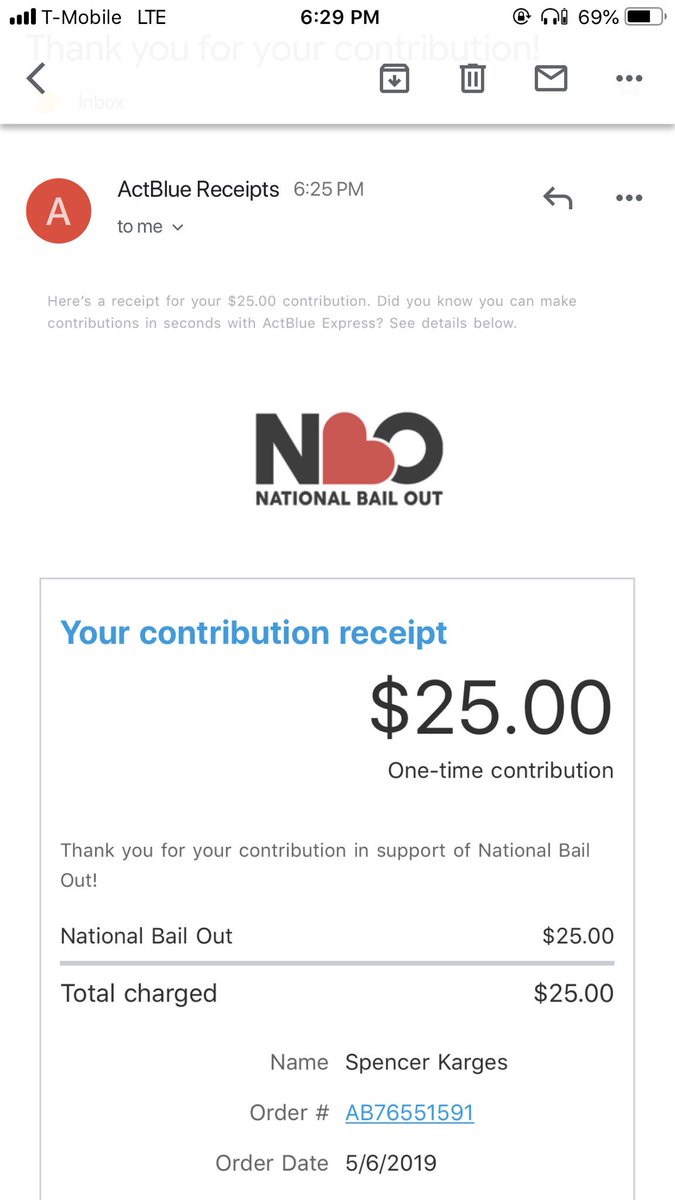 T-Mobile LTE 6:29 PM 69%
Thank you for your contribution!
Inbox
A
ActBlue Receipts 6:25 PM
to me
Here's a receipt for your $25.00 contribution. Did you know you can make
contributions in seconds with ActBlue Express? See details below.
NBO
NATIONAL BAIL OUT
Your contribution receipt
$25.00
One-time contribution
Thank you for your contribution in support of National Bail
Out!
National Bail Out $25.00
Total charged $25.00
Name Spencer Karges
Order # AB76551591
Order Date 5/6/2019